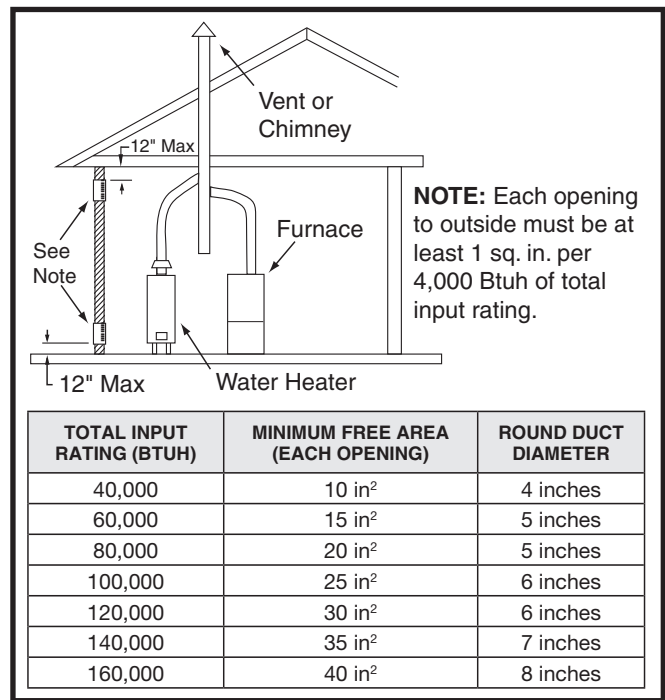 Vent or
Chimney
12" Max
See
Note
Furnace
NOTE: Each opening
to outside must be at
least 1 sq. in. per
4,000 Btuh of total
input rating.
12" Max
Water Heater
TOTAL INPUT RATING (BTUH) MINIMUM FREE AREA (EACH OPENING) ROUND DUCT DIAMETER
40,000 10 in² 4 inches
60,000 15 in² 5 inches
80,000 20 in² 5 inches
100,000 25 in² 6 inches
120,000 30 in² 6 inches
140,000 35 in² 7 inches
160,000 40 in² 8 inches